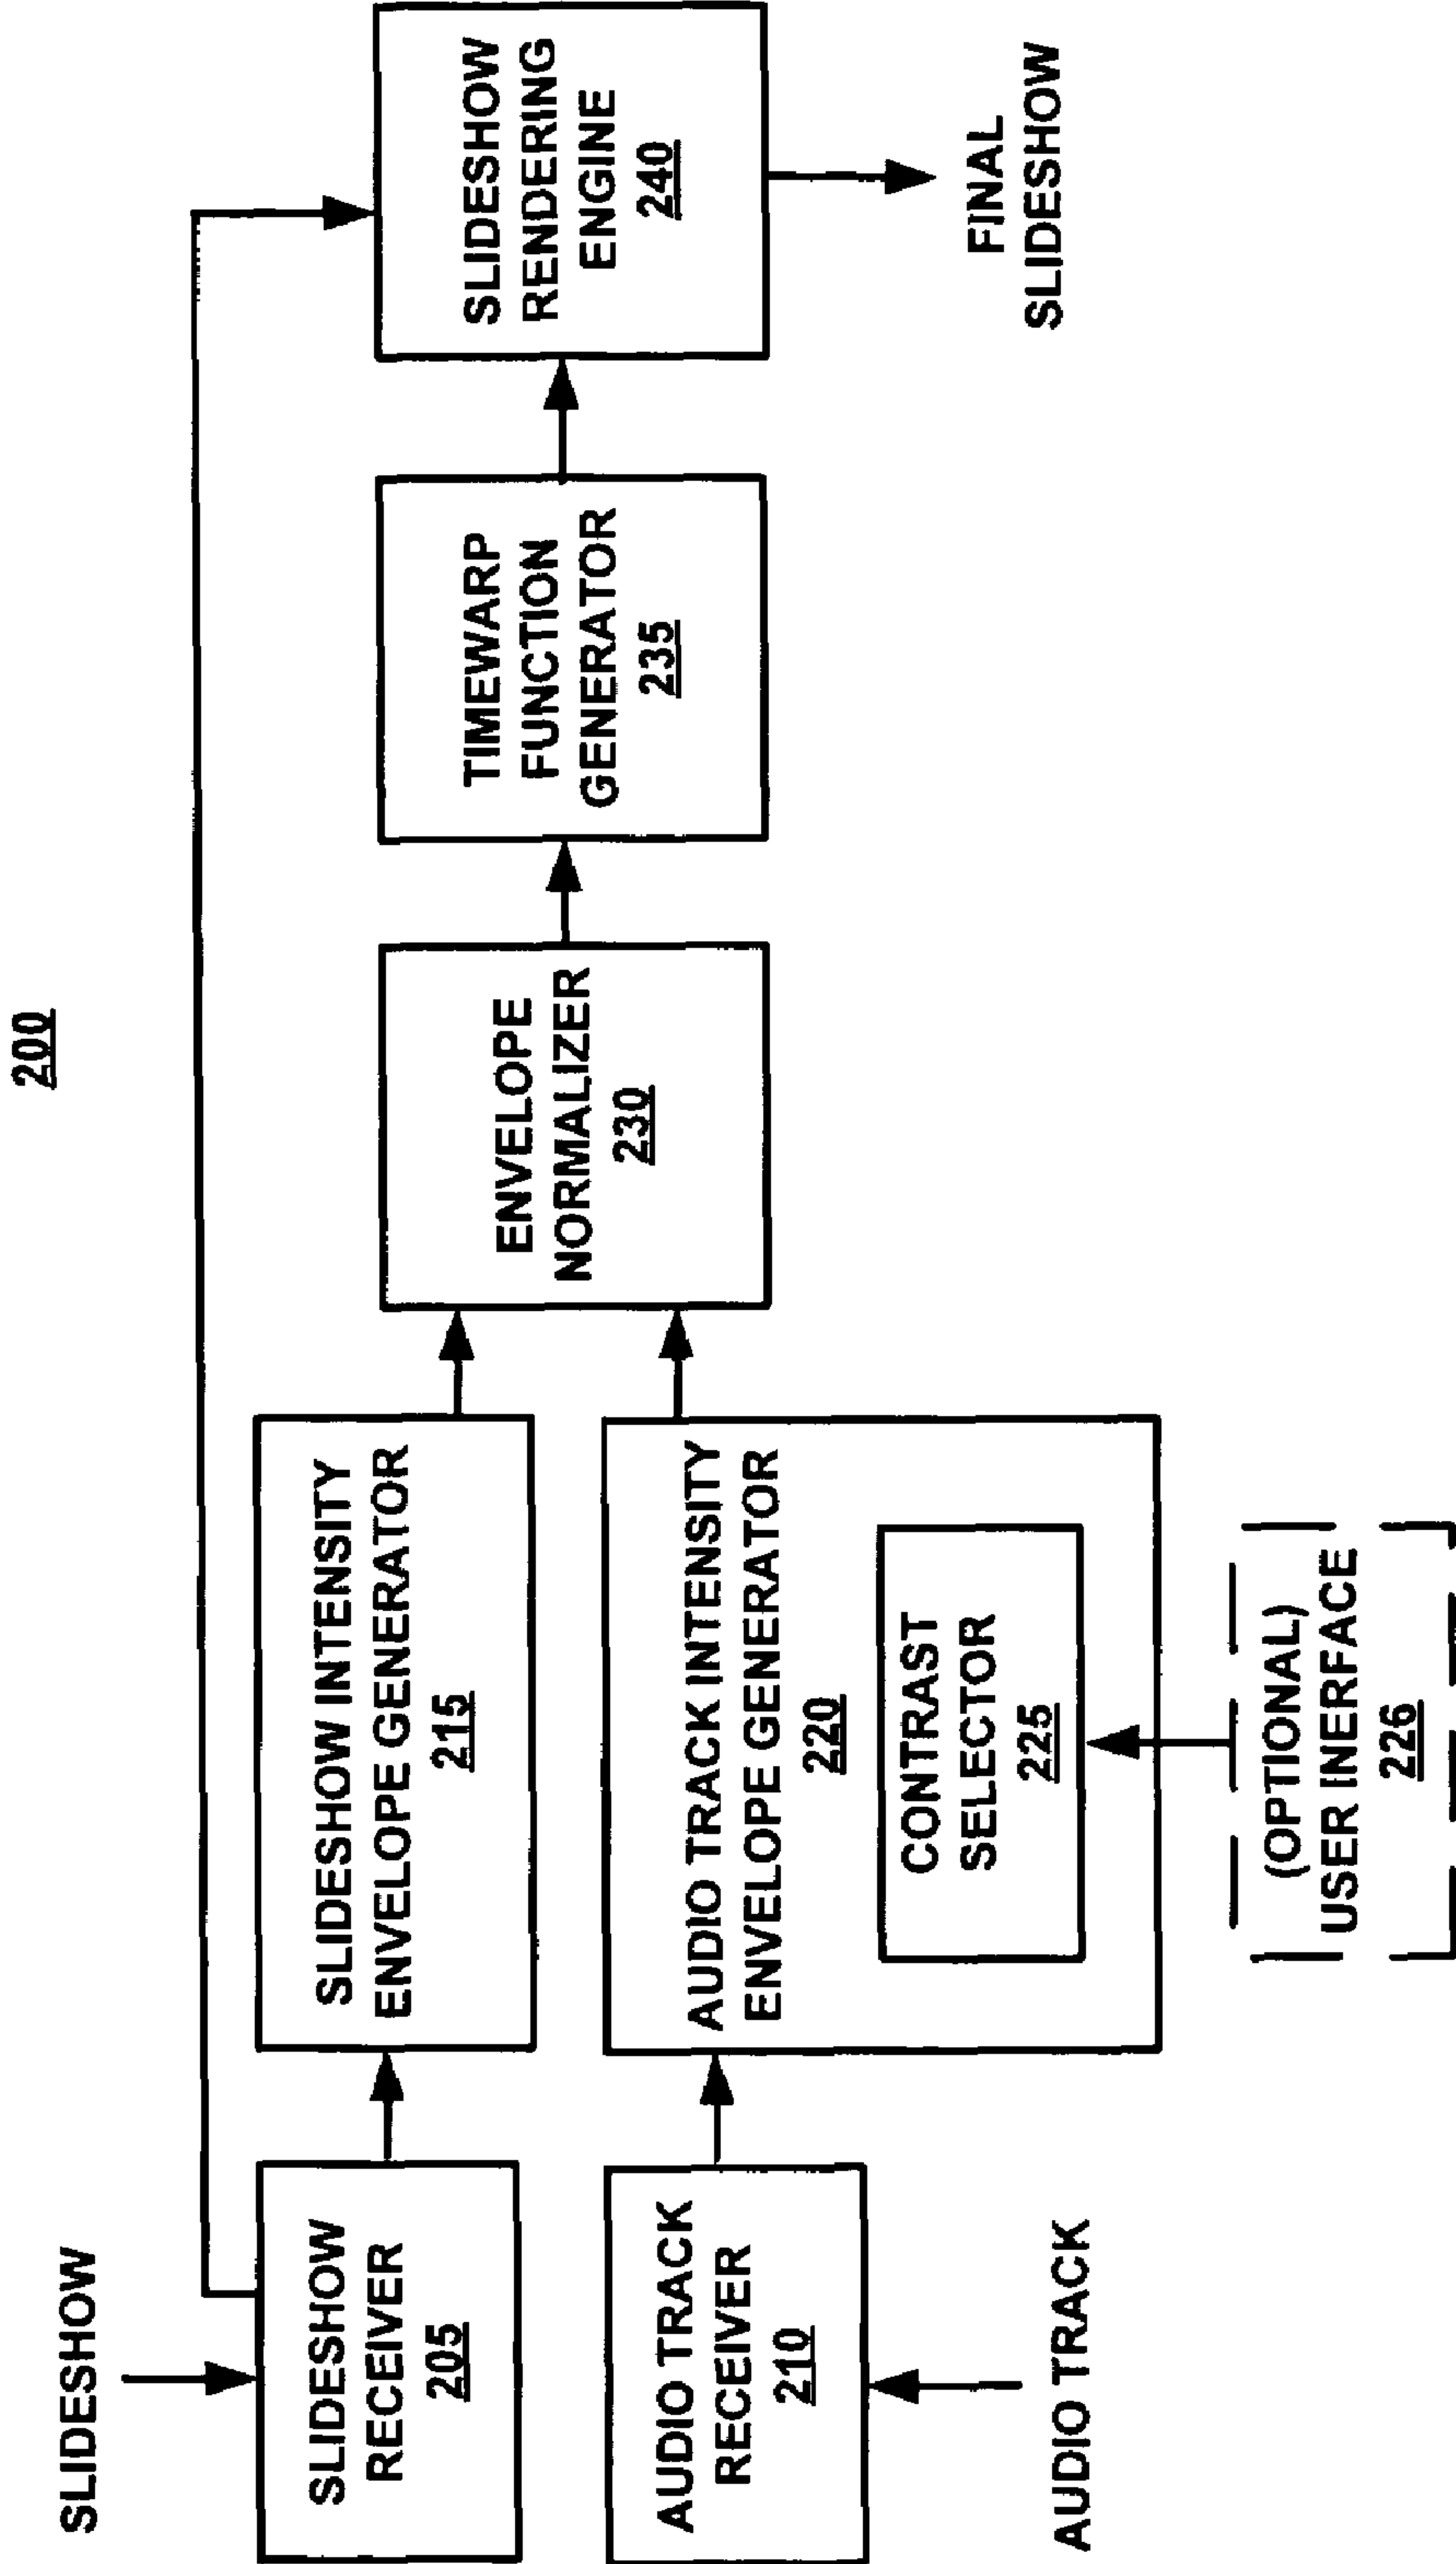 200
SLIDESHOW
SLIDESHOW
RECEIVER
205
SLIDESHOW INTENSITY
ENVELOPE GENERATOR
215
AUDIO TRACK
RECEIVER
210
AUDIO TRACK
AUDIO TRACK INTENSITY
ENVELOPE GENERATOR
220
CONTRAST
SELECTOR
225
(OPTIONAL)
USER INERFACE
226
ENVELOPE
NORMALIZER
230
TIMEWARP
FUNCTION
GENERATOR
235
SLIDESHOW
RENDERING
ENGINE
240
FINAL
SLIDESHOW